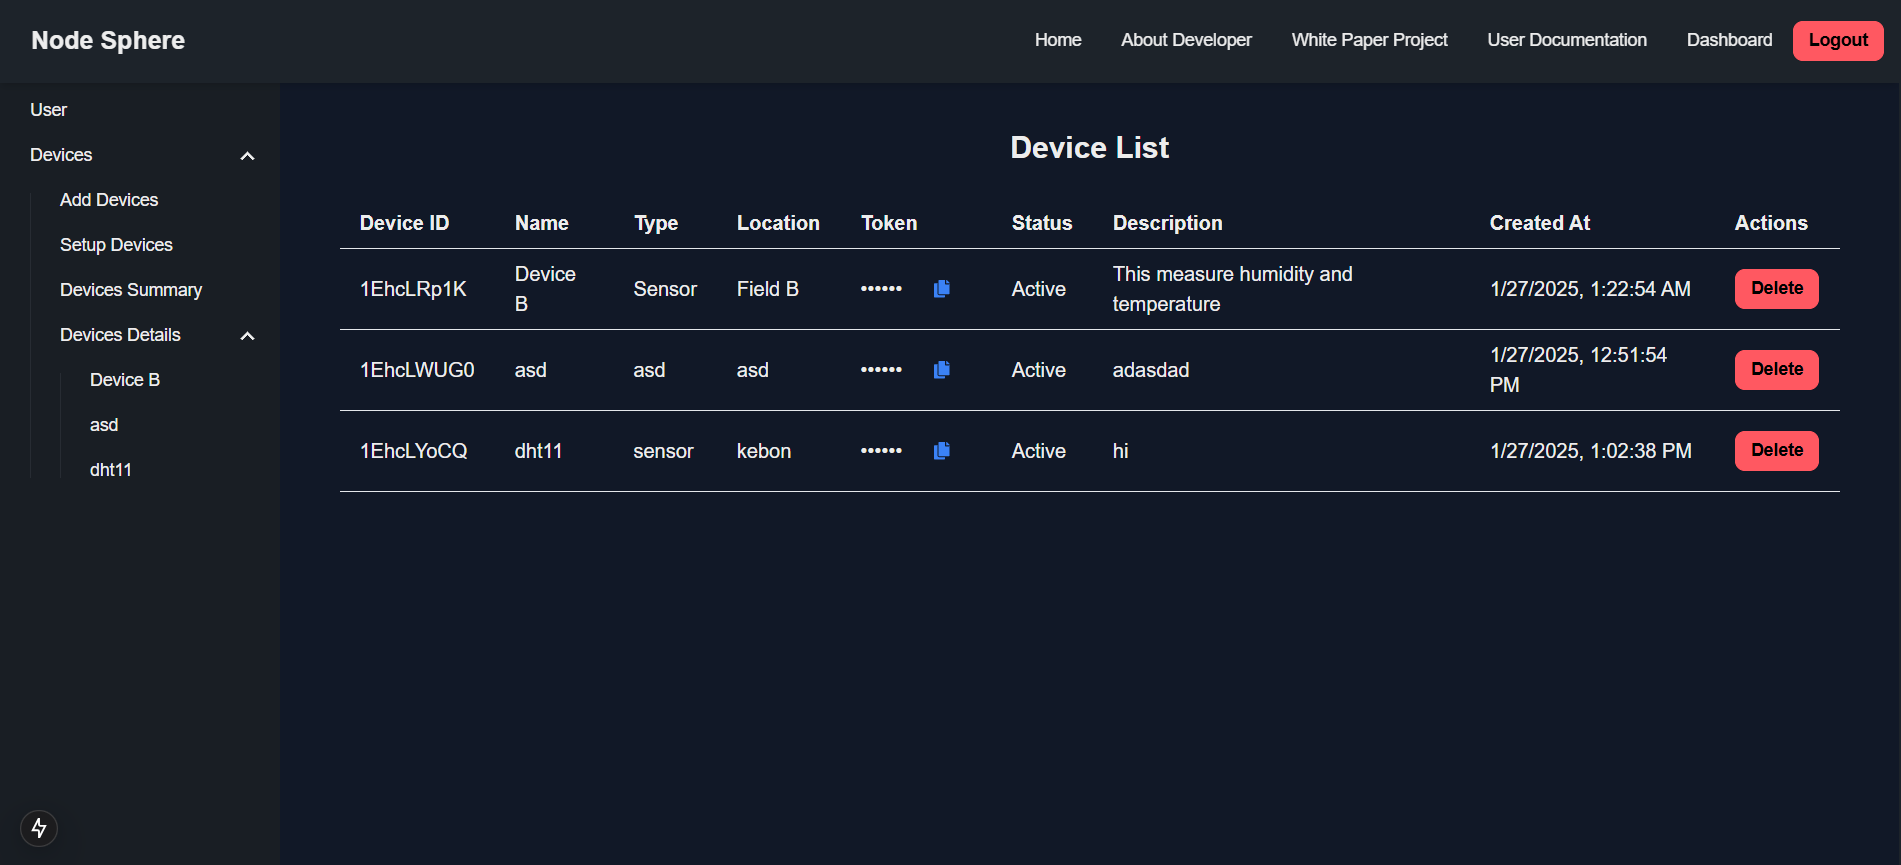 Node Sphere
Home About Developer White Paper Project User Documentation Dashboard Logout
User
Devices
Add Devices
Setup Devices
Devices Summary
Devices Details
Device B
asd
dht11
Device List
Device ID Name Type Location Token Status Description Created At Actions
1EhcLRp1K Device B Sensor Field B •••••• Active This measure humidity and temperature 1/27/2025, 1:22:54 AM Delete
1EhcLWUG0 asd asd asd •••••• Active adasdad 1/27/2025, 12:51:54 PM Delete
1EhcLYoCQ dht11 sensor kebon •••••• Active hi 1/27/2025, 1:02:38 PM Delete